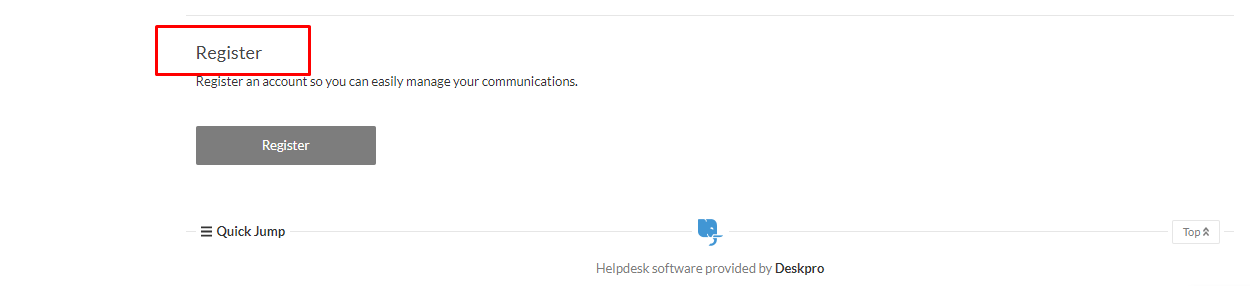 Register
Register an account so you can easily manage your communications.
Register
Quick Jump
Top
Helpdesk software provided by Deskpro